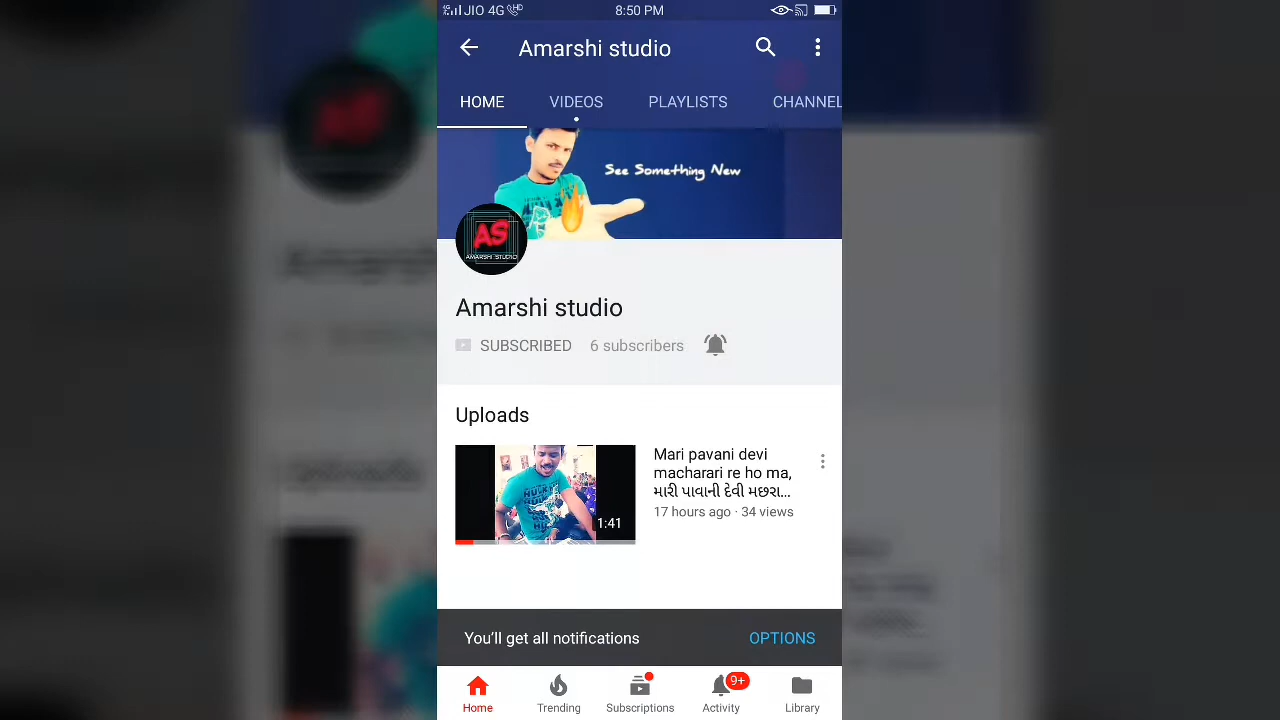 JIO 4G HD 8:50 PM
Amarshi studio
HOME VIDEOS PLAYLISTS CHANNEL
See Something New
AS
AMARSHI STUDIO
Amarshi studio
SUBSCRIBED 6 subscribers
Uploads
Mari pavani devi
macharari re ho ma,
મારી પાવાની દેવી મછરા...
17 hours ago · 34 views
1:41
You'll get all notifications OPTIONS
9+
Home Trending Subscriptions Activity Library